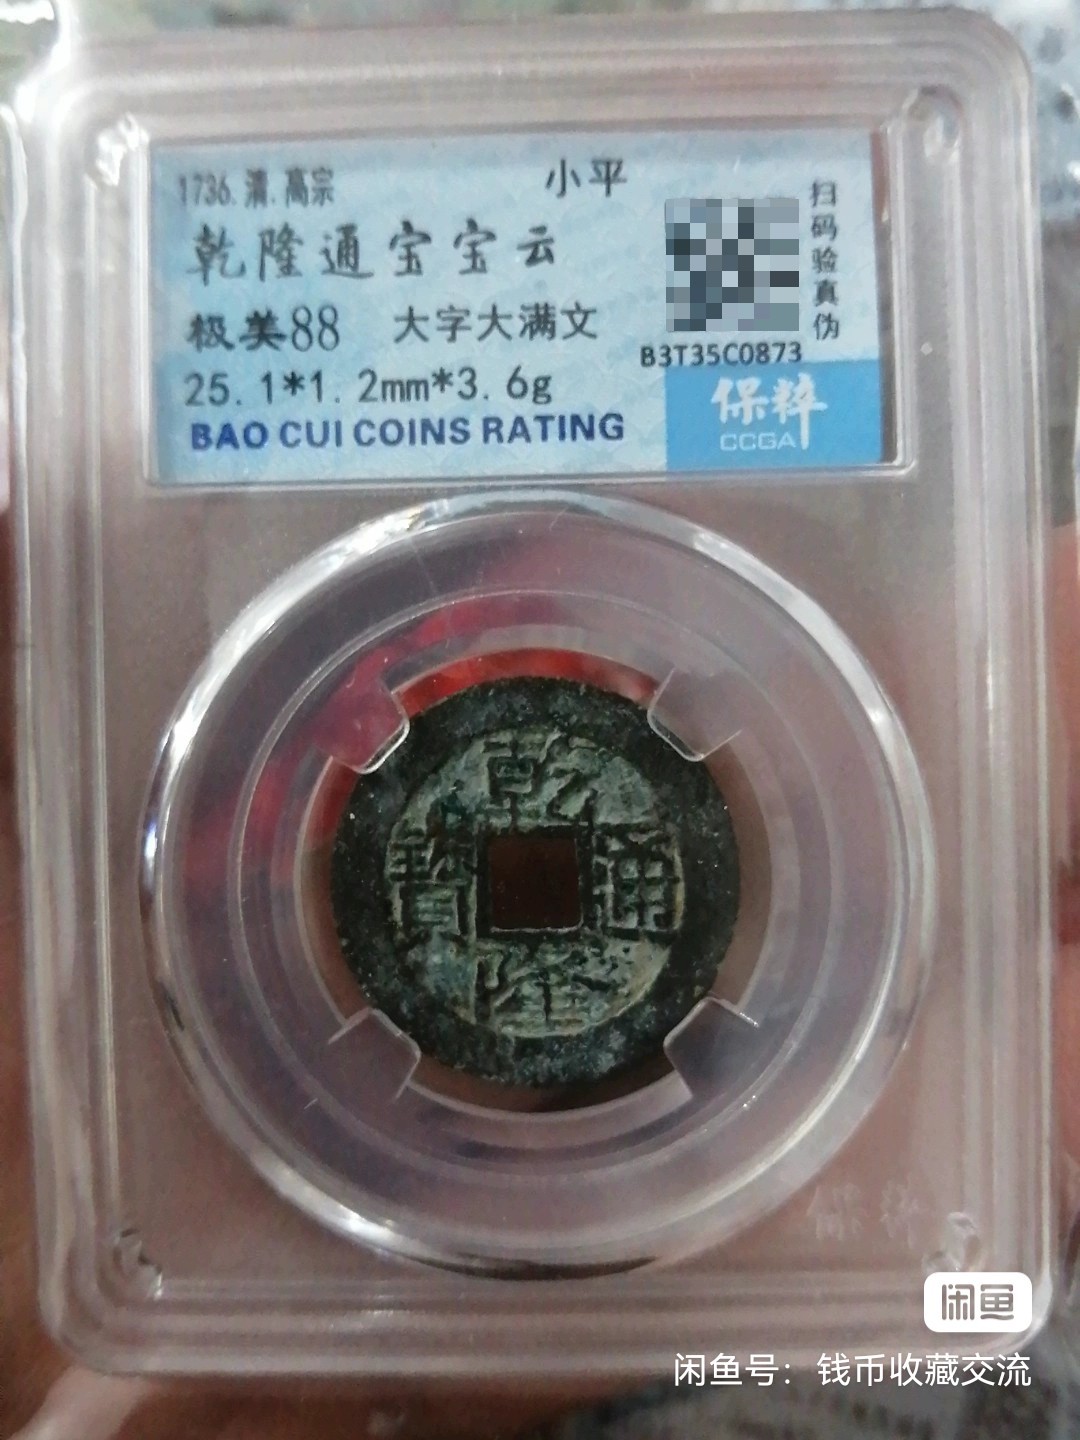 1736.清.高宗
小平
乾隆通宝宝云
极美88
大字大满文
25.1*1.2mm*3.6g
BAO CUI COINS RATING
扫码验真伪
B3T35C0873
保粹
CCGA
乾隆通寶
闲鱼
闲鱼号：钱币收藏交流